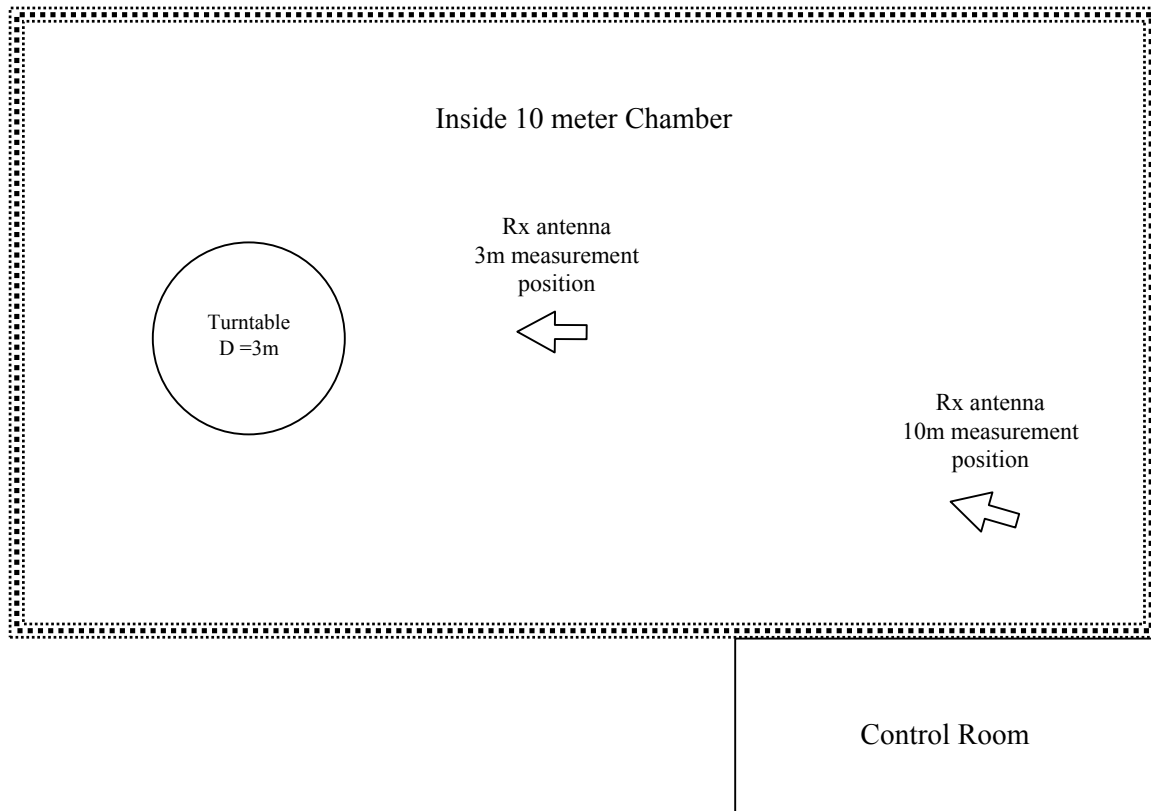 Inside 10 meter Chamber
Rx antenna
3m measurement
position
Turntable
D =3m
Rx antenna
10m measurement
position
Control Room